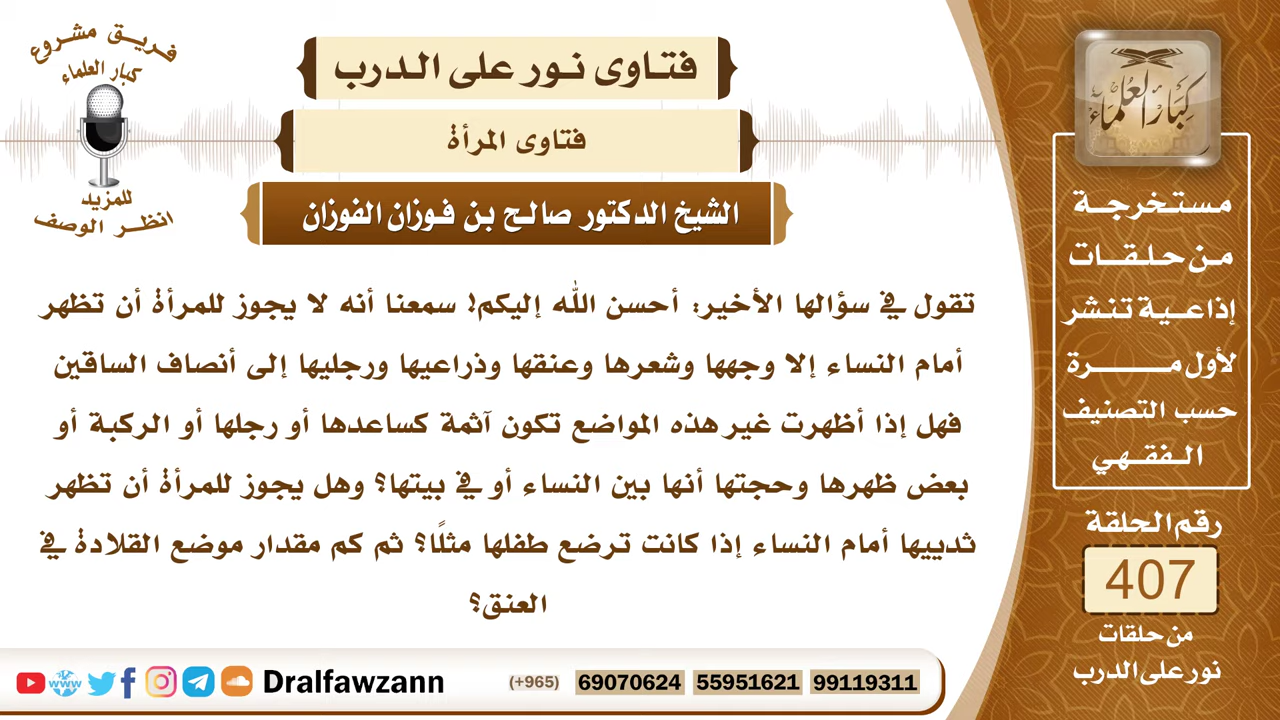 فتاوى نور على الدرب
فتاوى المرأة
الشيخ الدكتور صالح بن فوزان الفوزان
تقول في سؤالها الأخير: أحسن الله إليكم! سمعنا أنه لا يجوز للمرأة أن تظهر
أمام النساء إلا وجهها وشعرها وعنقها وذراعيها ورجليها إلى أنصاف الساقين
فهل إذا أظهرت غير هذه المواضع تكون آثمة كساعدها أو رجلها أو الركبة أو
بعض ظهرها وحجتها أنها بين النساء أو في بيتها؟ وهل يجوز للمرأة أن تظهر
ثدييها أمام النساء إذا كانت ترضع طفلها مثلًا؟ ثم كم مقدار موضع القلادة في
العنق؟
كبار العلماء
مستخرجة
من حلقات
إذاعية تنشر
لأول مرة
حسب التصنيف
الفقهي
رقم الحلقة
407
من حلقات
نور على الدرب
فريق مشروع
كبار العلماء
للمزيد
انظر الوصف
www Dralfawzann (+965) 69070624 55951621 99119311